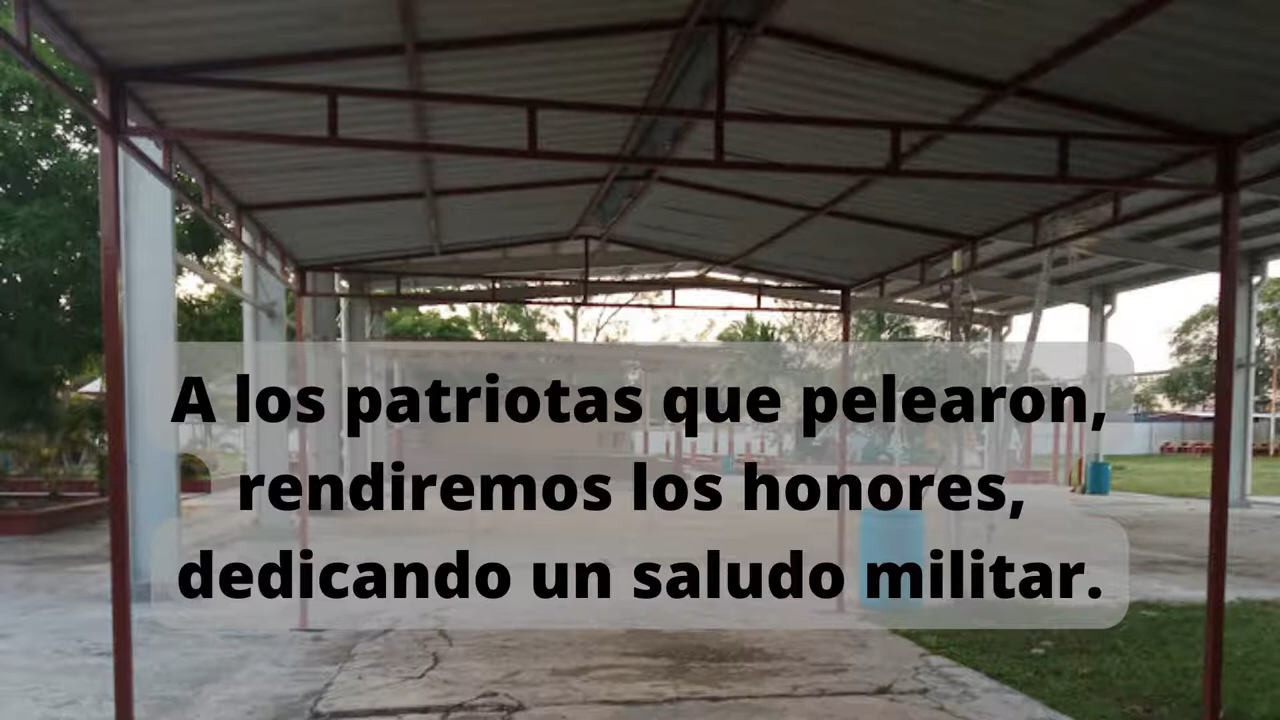 A los patriotas que pelearon,
rendiremos los honores,
dedicando un saludo militar.